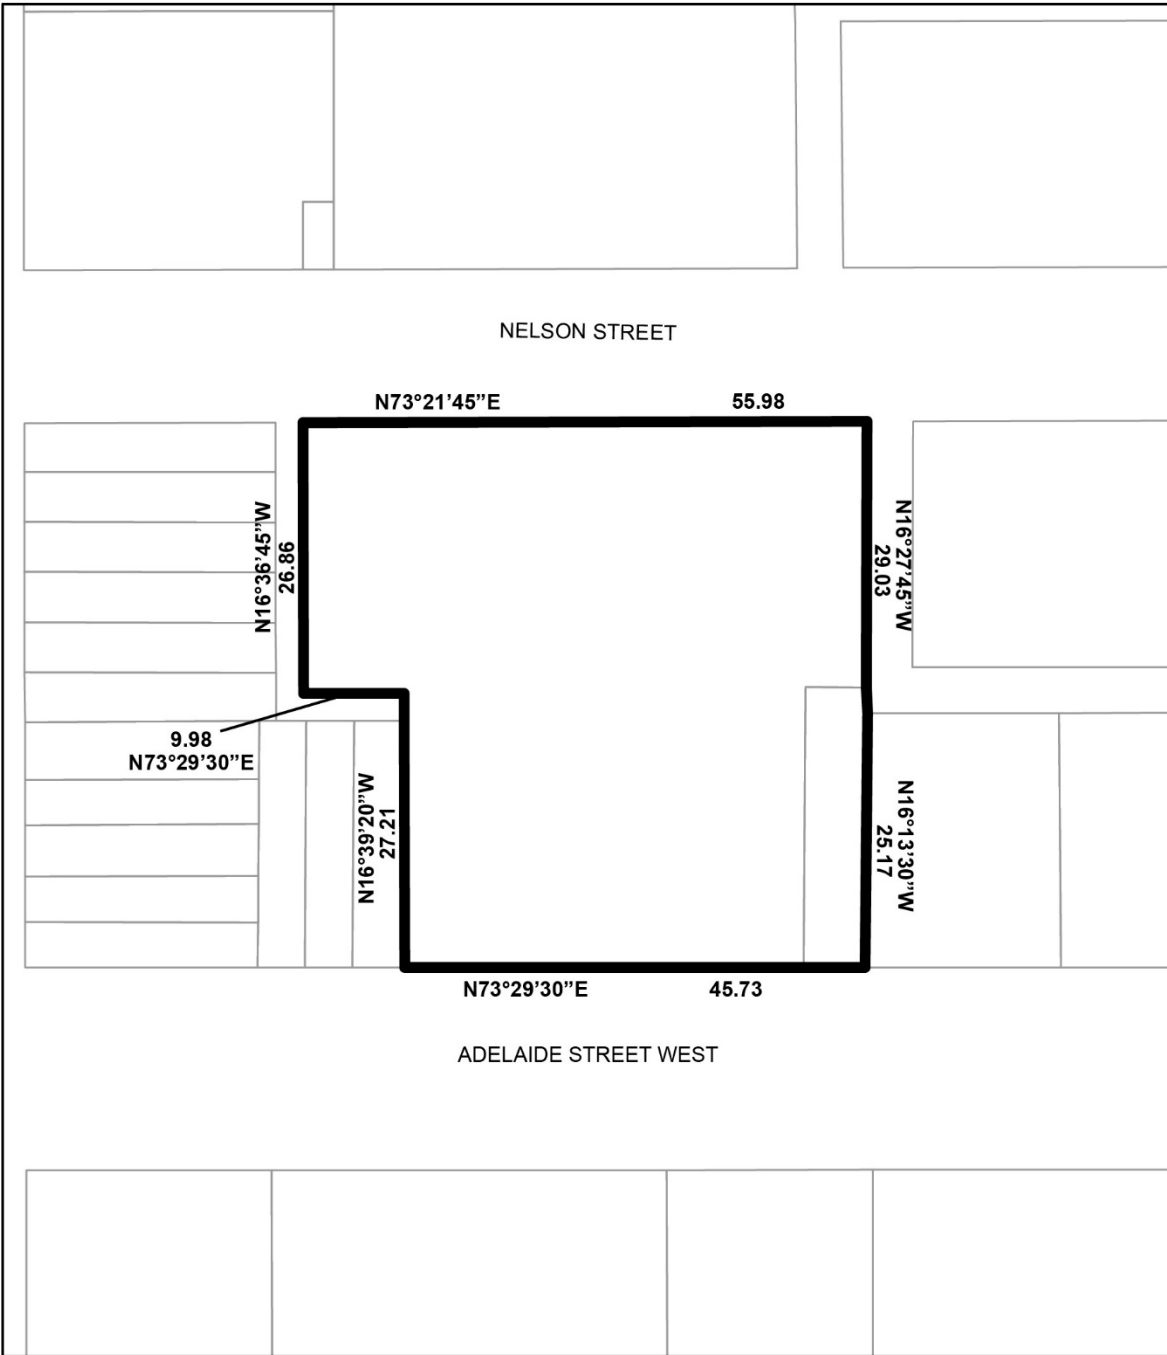 NELSON STREET
N73°21'45”E 55.98
N16°36'45”W
26.86
N16°27'45”W
29.03
9.98
N73°29'30”E
N16°39'20”W
27.21
N16°13'30”W
25.17
N73°29'30”E 45.73
ADELAIDE STREET WEST